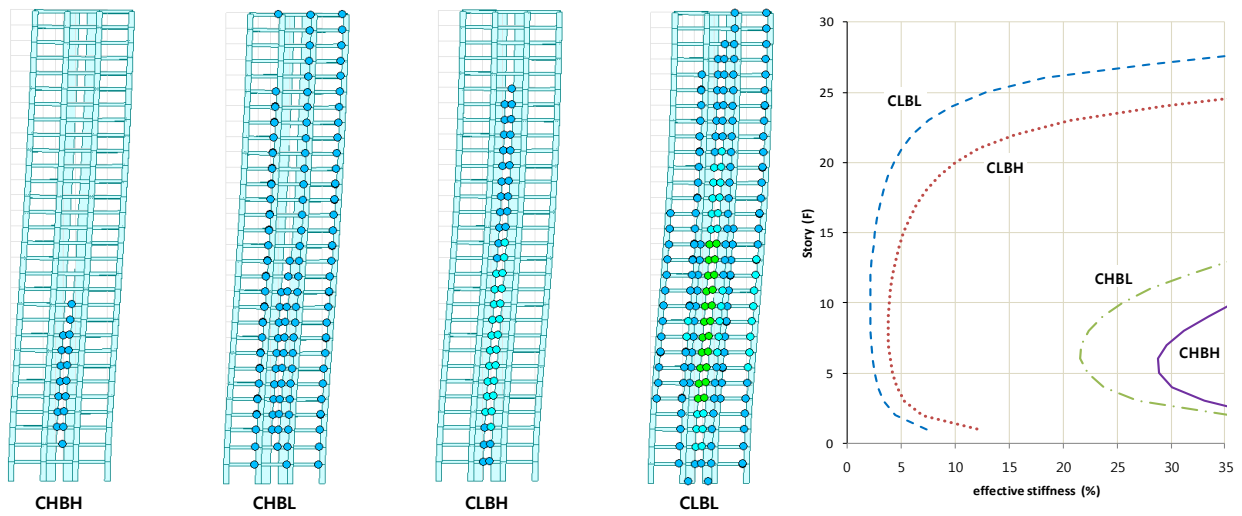 CHBH
CHBL
CLBH
CLBL
30
25
20
15
10
5
0
Story (F)
CLBL
CLBH
CHBL
CHBH
0 5 10 15 20 25 30 35
effective stiffness (%)